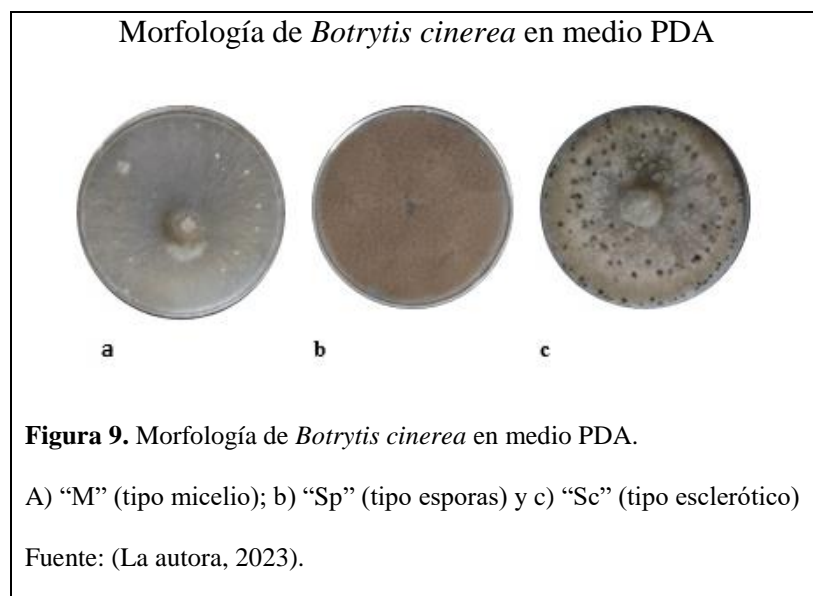 Morfología de Botrytis cinerea en medio PDA
a b c
Figura 9. Morfología de Botrytis cinerea en medio PDA.
A) “M” (tipo micelio); b) “Sp” (tipo esporas) y c) “Sc” (tipo esclerótico)
Fuente: (La autora, 2023).